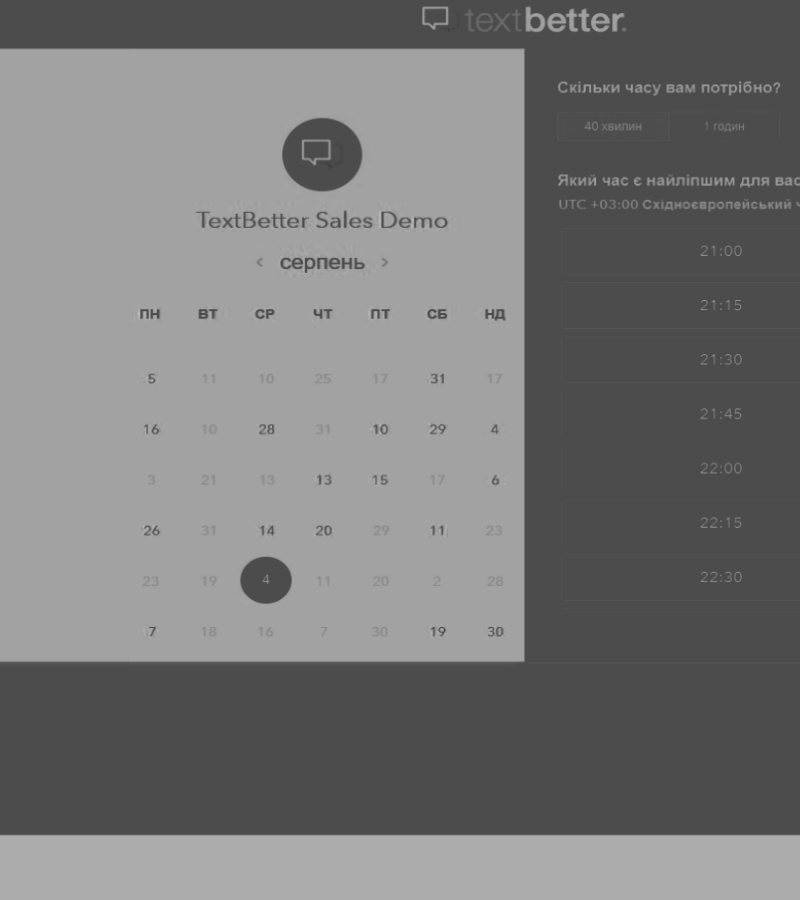 textbetter.
TextBetter Sales Demo
серпень
ПН ВТ СР ЧТ ПТ СБ НД
5 11 10 25 17 31 17
16 10 28 31 10 29 4
3 21 13 13 15 17 6
26 31 14 20 29 11 23
23 19 4 11 20 2 28
7 18 16 7 30 19 30
Скільки часу вам потрібно?
40 хвилин 1 годин
Який час є найліпшим для вас
UTC +03:00 Східноєвропейський
21:00
21:15
21:30
21:45
22:00
22:15
22:30